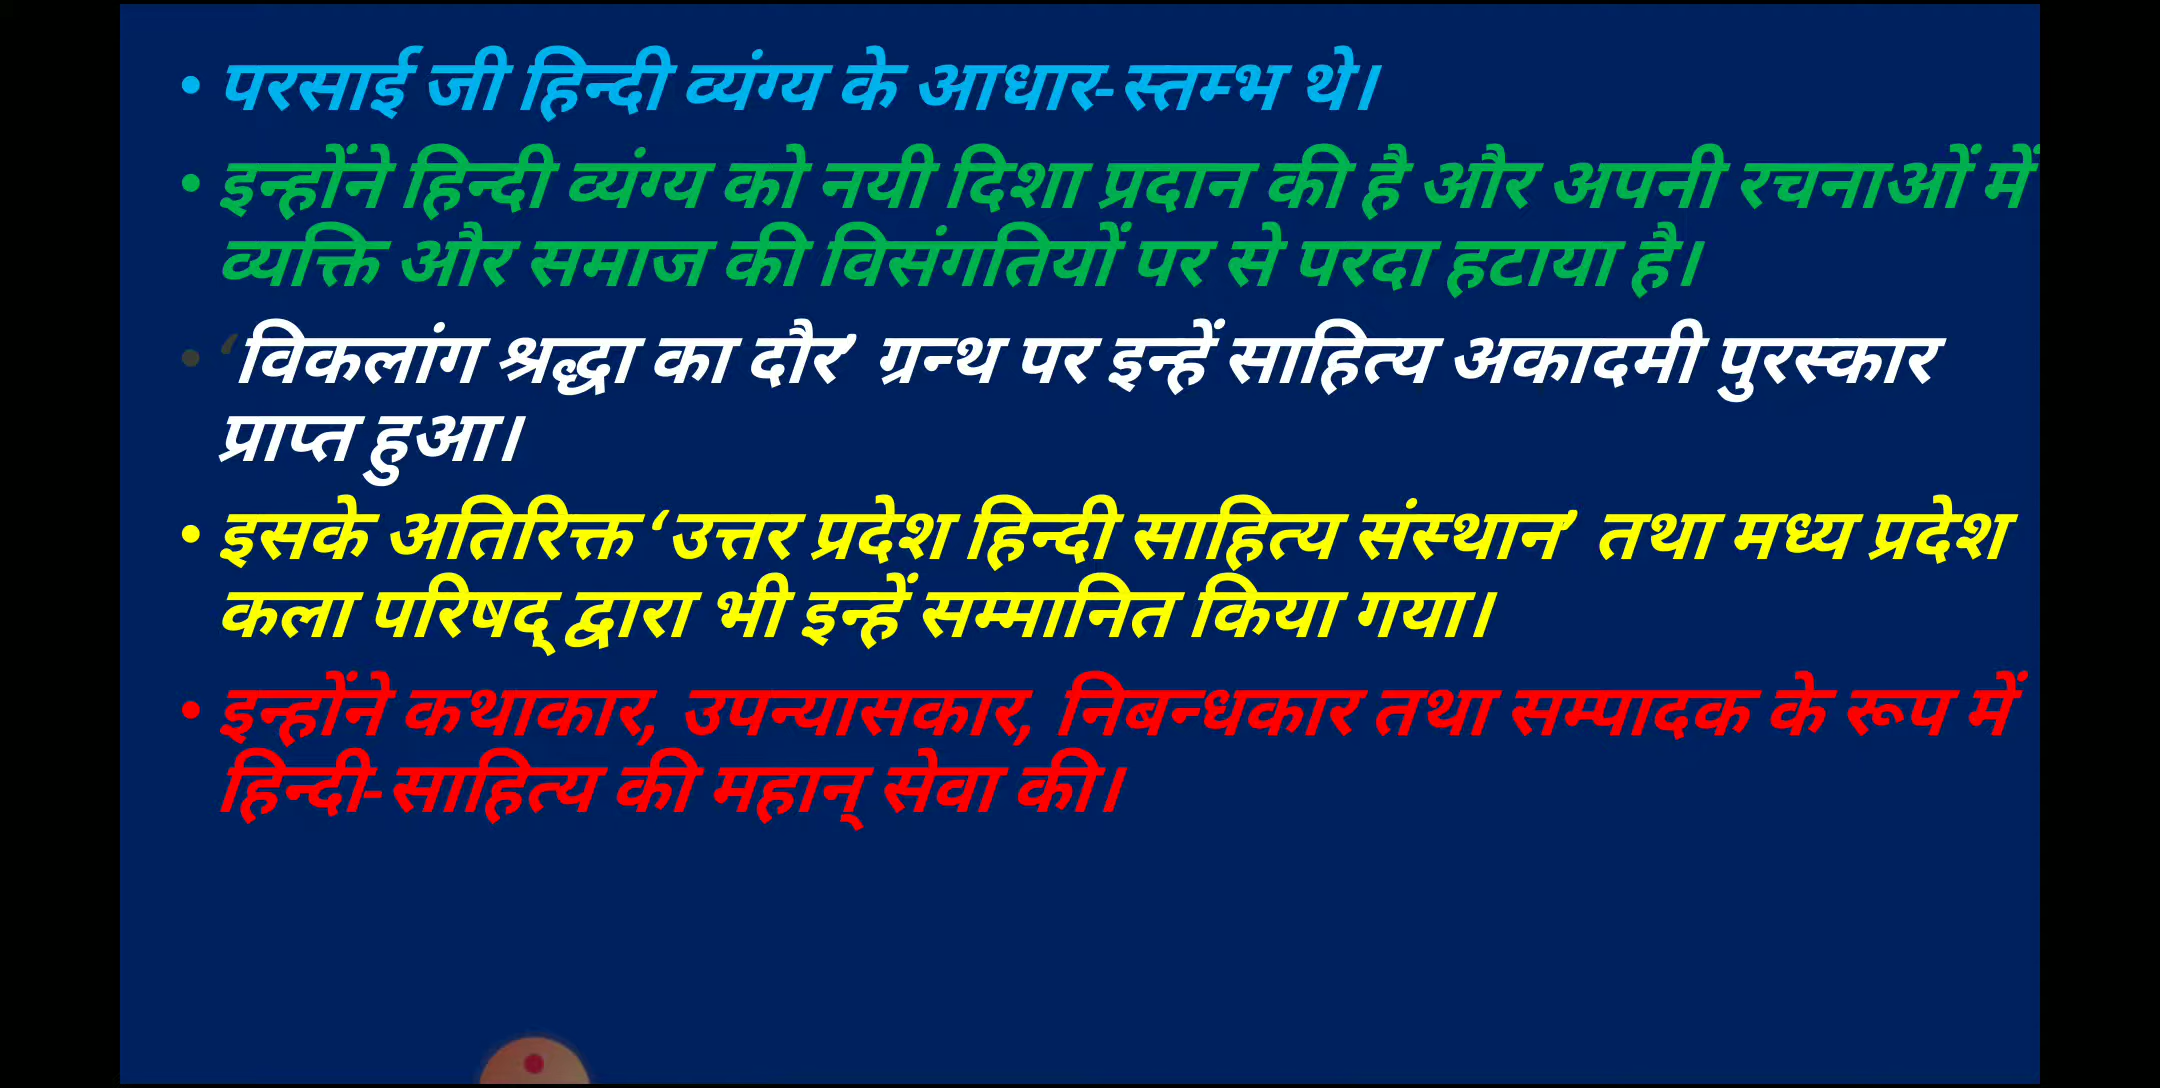 • परसाई जी हिन्दी व्यंग्य के आधार-स्तम्भ थे।
• इन्होंने हिन्दी व्यंग्य को नयी दिशा प्रदान की है और अपनी रचनाओं में
व्यक्ति और समाज की विसंगतियों पर से परदा हटाया है।
• ‘विकलांग श्रद्धा का दौर’ ग्रन्थ पर इन्हें साहित्य अकादमी पुरस्कार
प्राप्त हुआ।
• इसके अतिरिक्त ‘उत्तर प्रदेश हिन्दी साहित्य संस्थान’ तथा मध्य प्रदेश
कला परिषद् द्वारा भी इन्हें सम्मानित किया गया।
• इन्होंने कथाकार, उपन्यासकार, निबन्धकार तथा सम्पादक के रूप में
हिन्दी-साहित्य की महान् सेवा की।